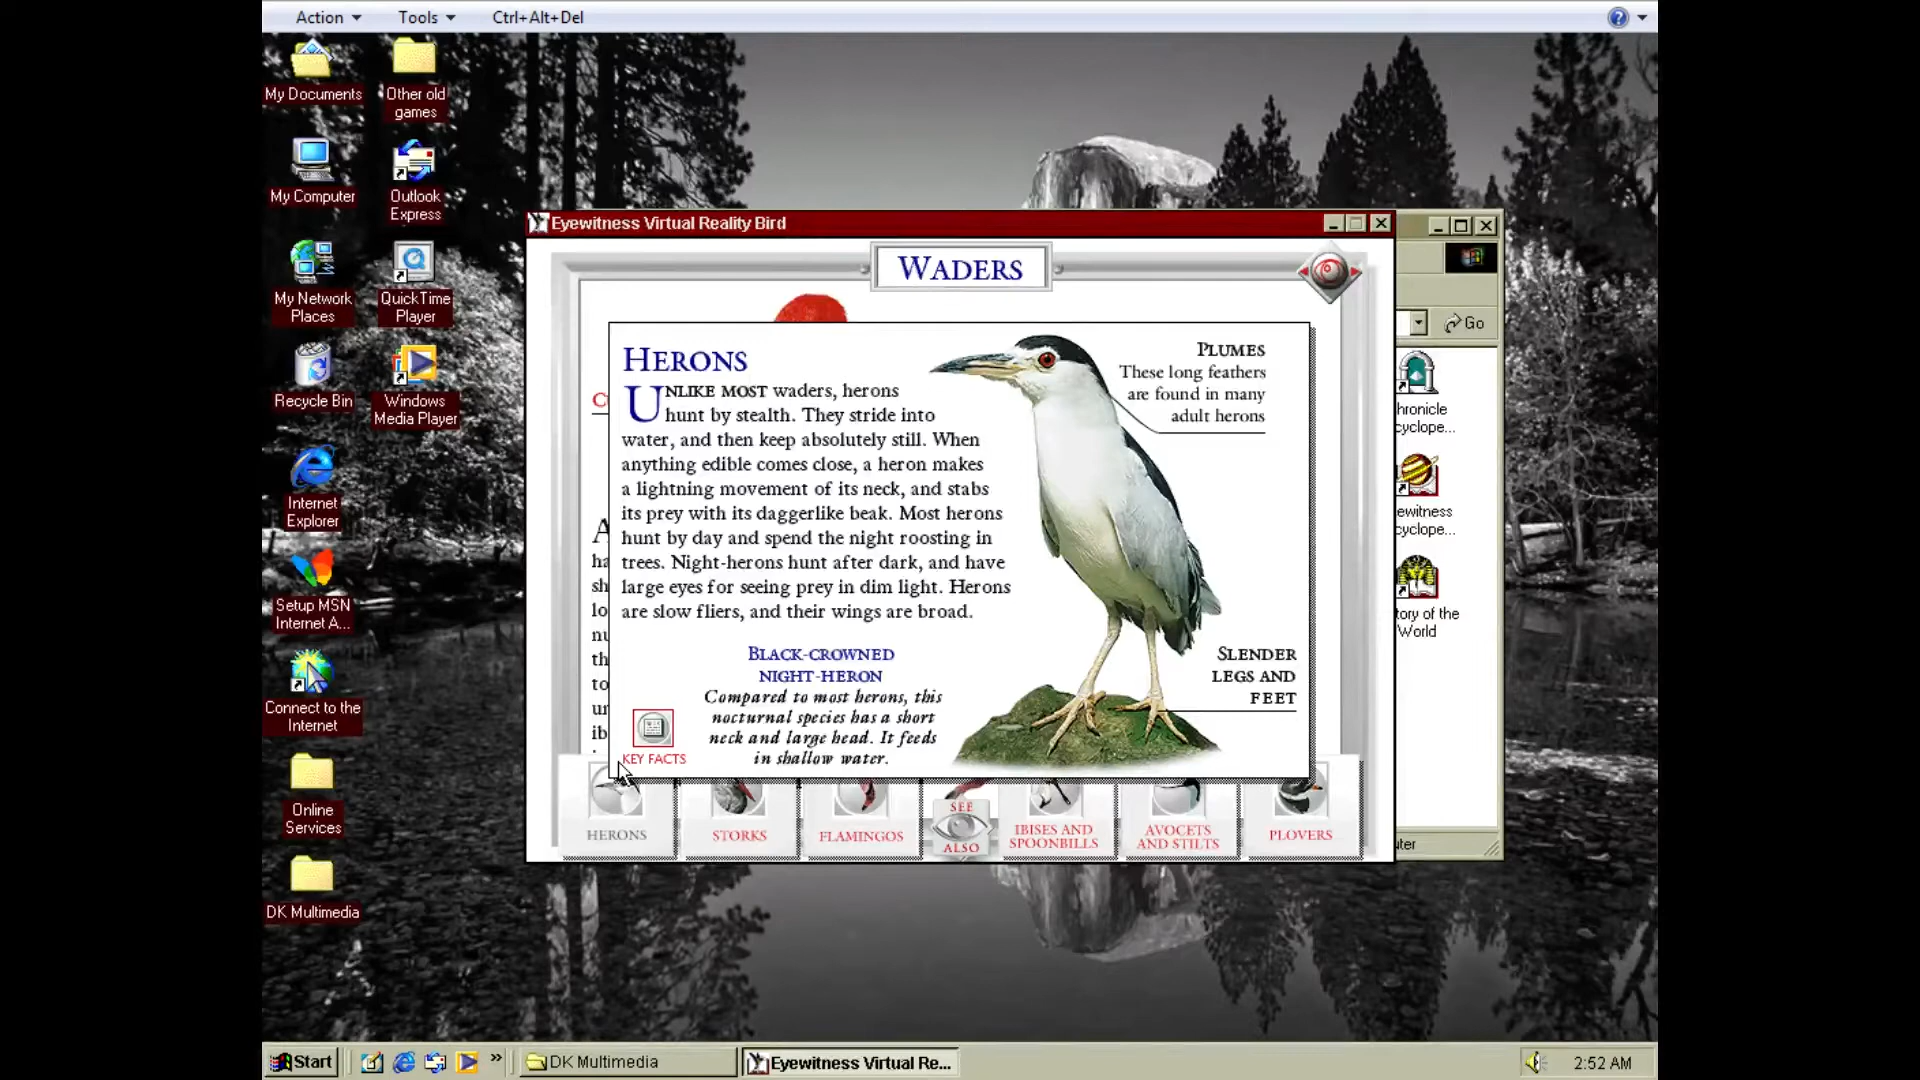 Action
Tools
Ctrl+Alt+Del
My Documents
Other old
games
My Computer
Outlook
Express
My Network
Places
QuickTime
Player
Recycle Bin
Windows
Media Player
Internet
Explorer
Setup MSN
Internet A...
Connect to the
Internet
Online
Services
DK Multimedia
Eyewitness Virtual Reality Bird
WADERS
HERONS
UNLIKE MOST waders, herons
hunt by stealth. They stride into
water, and then keep absolutely still. When
anything edible comes close, a heron makes
a lightning movement of its neck, and stabs
its prey with its daggerlike beak. Most herons
hunt by day and spend the night roosting in
trees. Night-herons hunt after dark, and have
large eyes for seeing prey in dim light. Herons
are slow fliers, and their wings are broad.
PLUMES
These long feathers
are found in many
adult herons
BLACK-CROWNED
NIGHT-HERON
Compared to most herons, this
nocturnal species has a short
neck and large head. It feeds
in shallow water.
SLENDER
LEGS AND
FEET
KEY FACTS
HERONS
STORKS
FLAMINGOS
SEE
ALSO
IBISES AND
SPOONBILLS
AVOCETS
AND STILTS
PLOVERS
Go
hronicle
cyclope...
ewitness
cyclope...
tory of the
World
uter
Start
DK Multimedia
Eyewitness Virtual Re...
2:52 AM